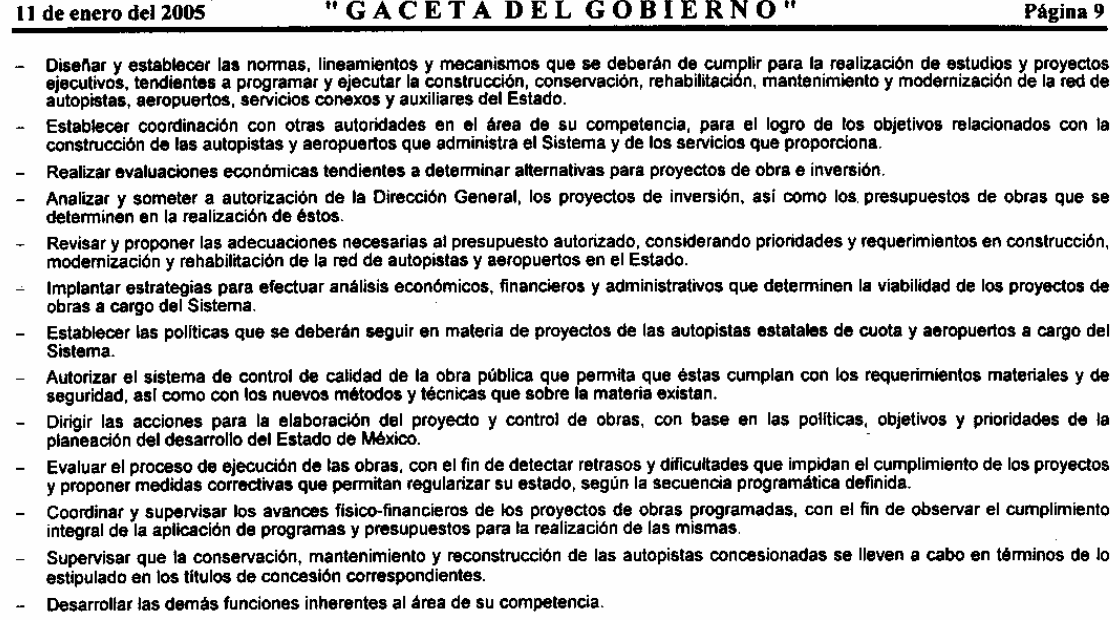 11 de enero del 2005 "GACETA DEL GOBIERNO" Página 9
– Diseñar y establecer las normas, lineamientos y mecanismos que se deberán de cumplir para la realización de estudios y proyectos
ejecutivos, tendientes a programar y ejecutar la construcción, conservación, rehabilitación, mantenimiento y modernización de la red de
autopistas, aeropuertos, servicios conexos y auxiliares del Estado.
– Establecer coordinación con otras autoridades en el área de su competencia, para el logro de los objetivos relacionados con la
construcción de las autopistas y aeropuertos que administra el Sistema y de los servicios que proporciona.
– Realizar evaluaciones económicas tendientes a determinar alternativas para proyectos de obra e inversión.
– Analizar y someter a autorización de la Dirección General, los proyectos de inversión, así como los presupuestos de obras que se
determinen en la realización de éstos.
– Revisar y proponer las adecuaciones necesarias al presupuesto autorizado, considerando prioridades y requerimientos en construcción,
modernización y rehabilitación de la red de autopistas y aeropuertos en el Estado.
– Implantar estrategias para efectuar análisis económicos, financieros y administrativos que determinen la viabilidad de los proyectos de
obras a cargo del Sistema.
– Establecer las políticas que se deberán seguir en materia de proyectos de las autopistas estatales de cuota y aeropuertos a cargo del
Sistema.
– Autorizar el sistema de control de calidad de la obra pública que permita que éstas cumplan con los requerimientos materiales y de
seguridad, así como con los nuevos métodos y técnicas que sobre la materia existan.
– Dirigir las acciones para la elaboración del proyecto y control de obras, con base en las políticas, objetivos y prioridades de la
planeación del desarrollo del Estado de México.
– Evaluar el proceso de ejecución de las obras, con el fin de detectar retrasos y dificultades que impidan el cumplimiento de los proyectos
y proponer medidas correctivas que permitan regularizar su estado, según la secuencia programática definida.
– Coordinar y supervisar los avances físico-financieros de los proyectos de obras programadas, con el fin de observar el cumplimiento
integral de la aplicación de programas y presupuestos para la realización de las mismas.
– Supervisar que la conservación, mantenimiento y reconstrucción de las autopistas concesionadas se lleven a cabo en términos de lo
estipulado en los títulos de concesión correspondientes.
– Desarrollar las demás funciones inherentes al área de su competencia.